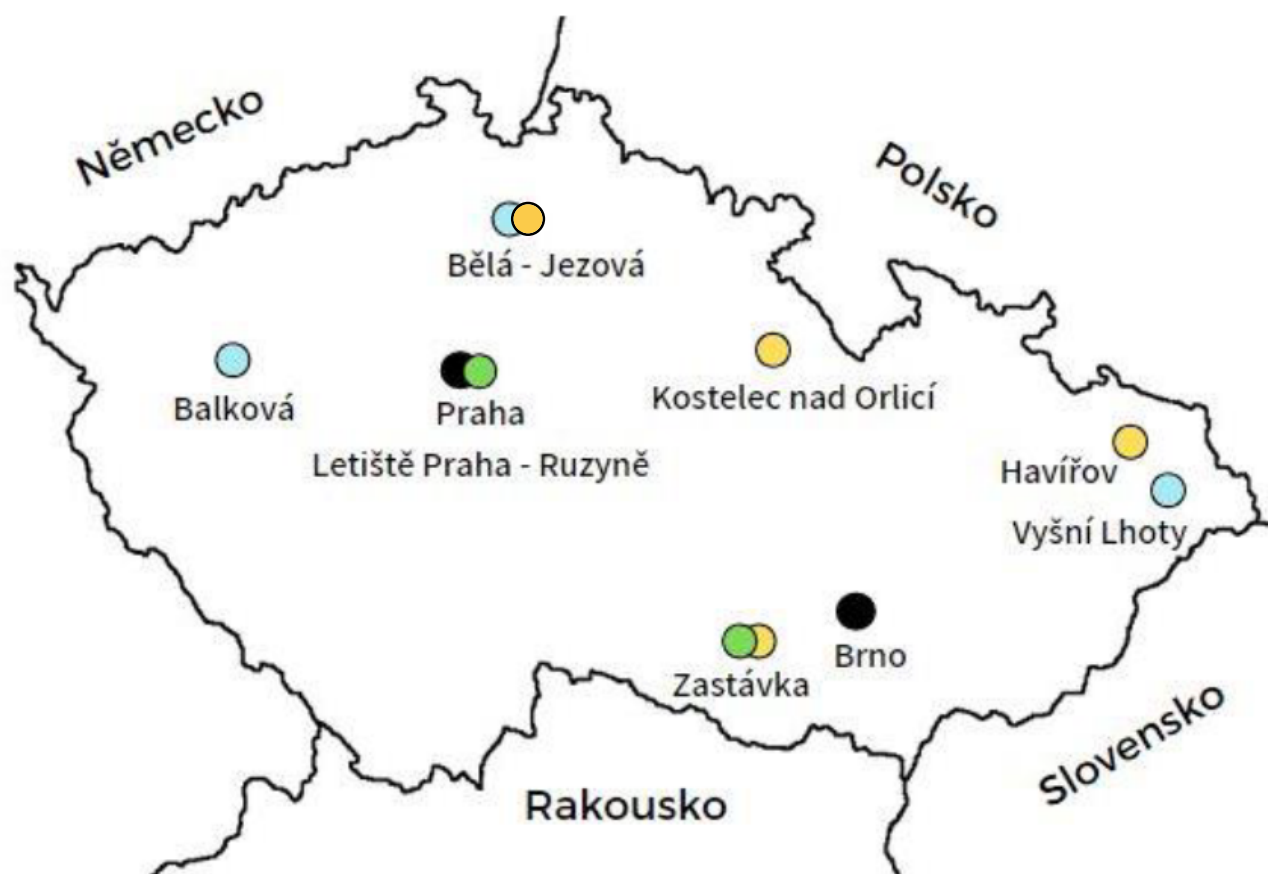 Německo
Polsko
Bělá - Jezová
Balková
Praha
Letiště Praha - Ruzyně
Kostelec nad Orlicí
Havířov
Vyšní Lhoty
Zastávka
Brno
Rakousko
Slovensko